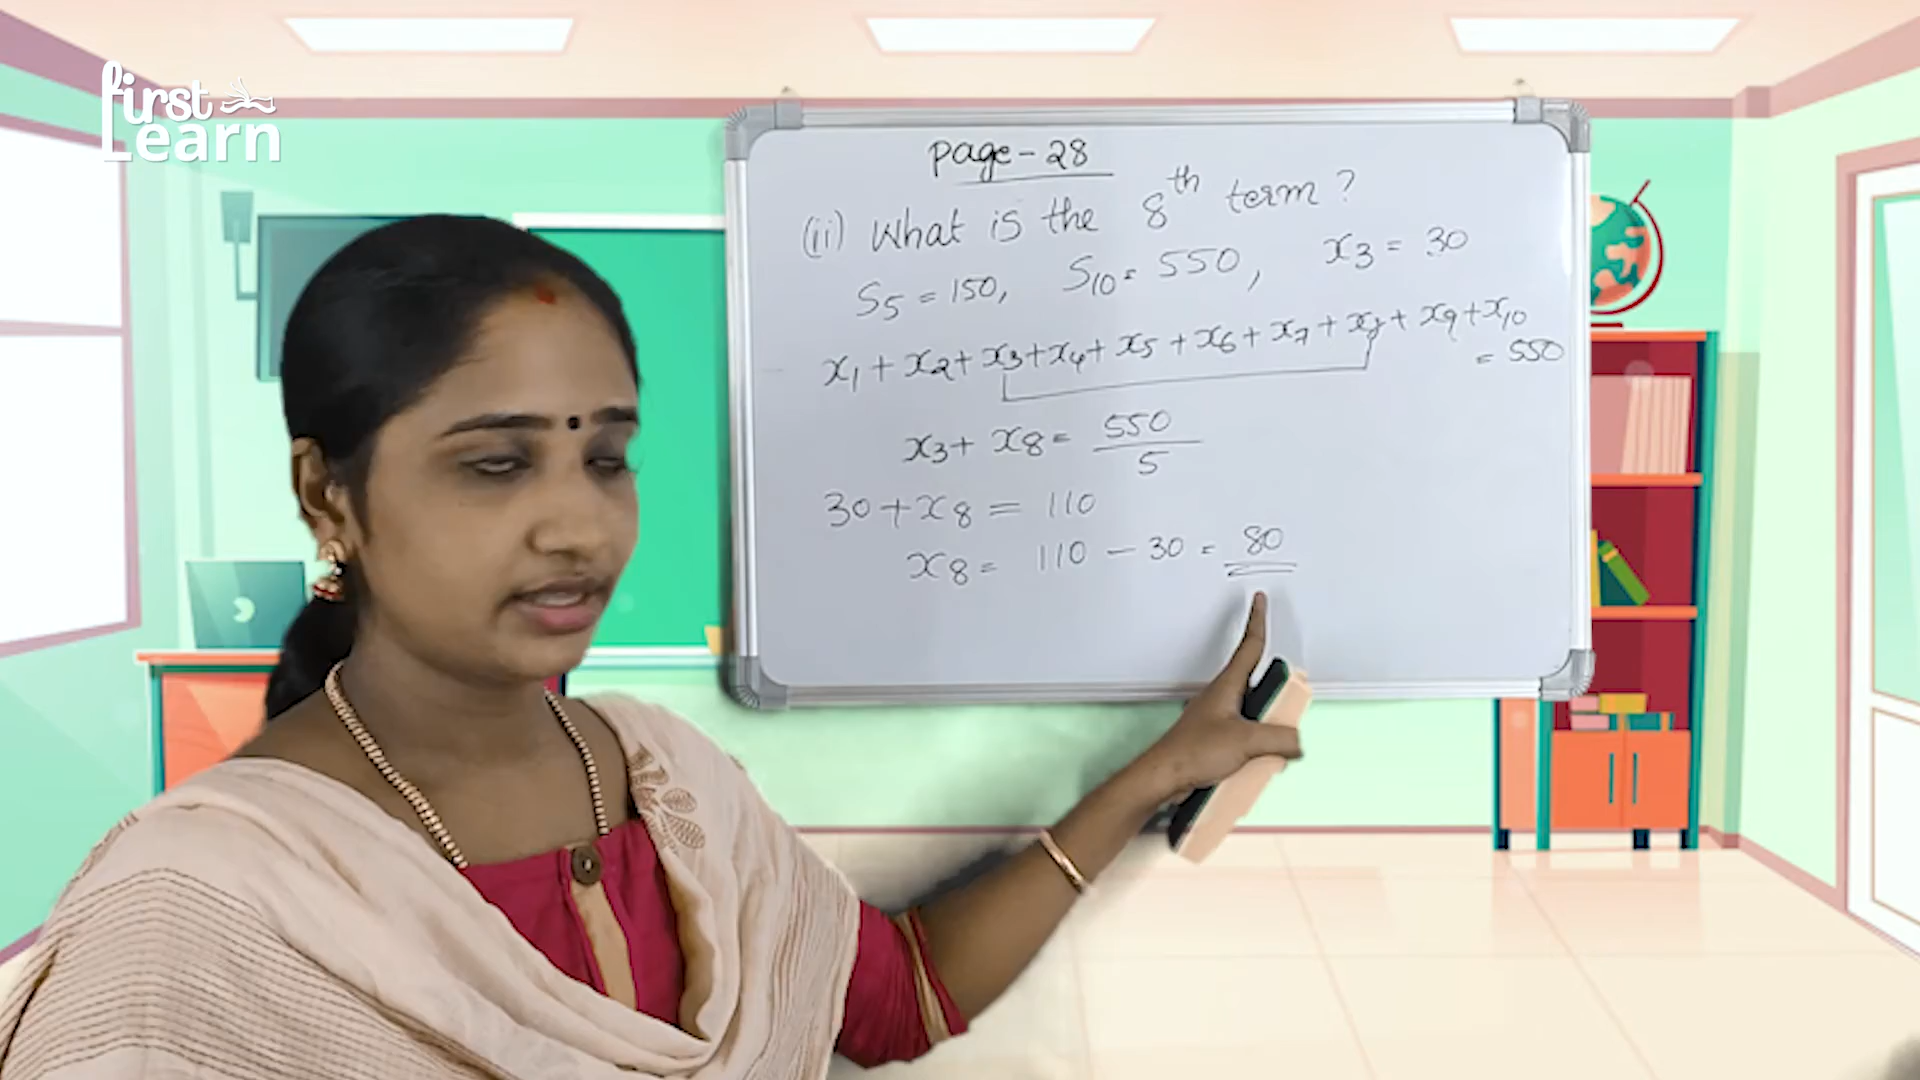 first
Learn
page - 28
(ii) What is the 8th term ?
S5 = 150, S10 = 550, x3 = 30
x1 + x2 + x3 + x4 + x5 + x6 + x7 + x8 + x9 + x10
= 550
x3 + x8 = 550/5
30 + x8 = 110
x8 = 110 - 30 = 80